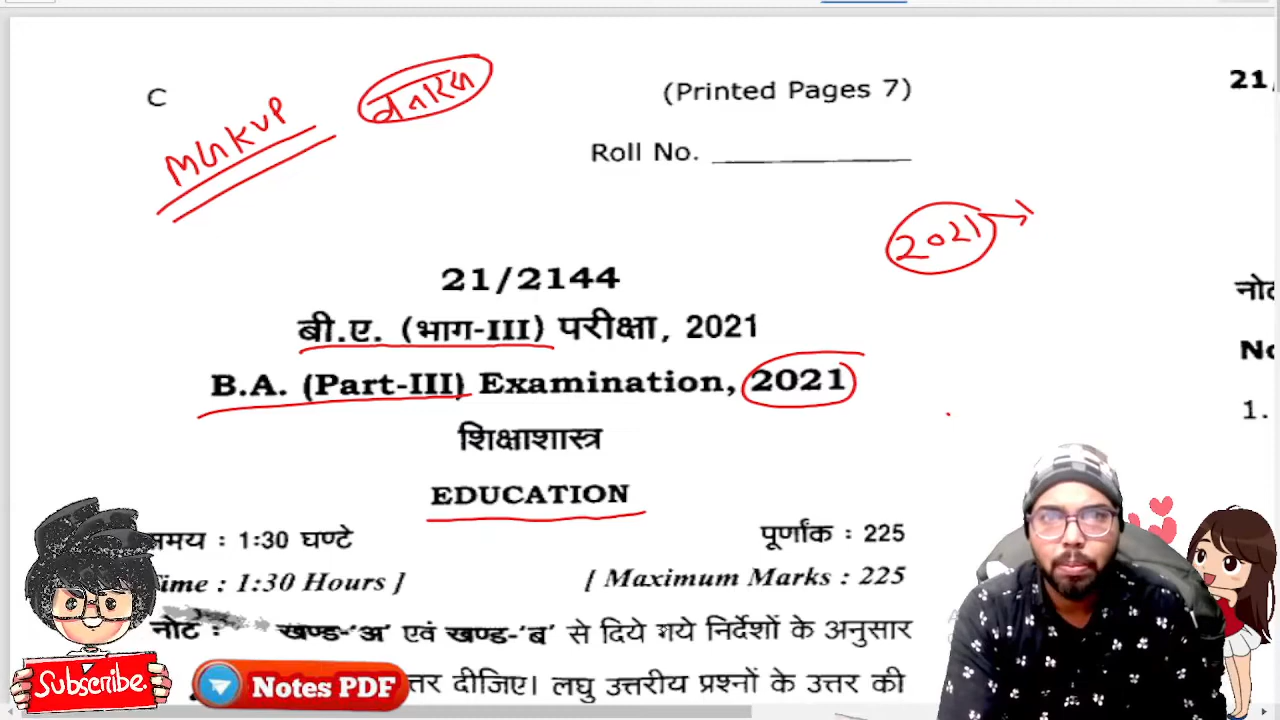 C
(Printed Pages 7)
21/
MGKVP
Roll No.
2021
21/2144
बी.ए. (भाग-III) परीक्षा, 2021
B.A. (Part-III) Examination, 2021
शिक्षाशास्त्र
EDUCATION
समय : 1:30 घण्टे
पूर्णांक : 225
Time : 1:30 Hours ]
[ Maximum Marks : 225
नोट : खण्ड-'अ' एवं खण्ड-'ब' से दिये गये निर्देशों के अनुसार
त्तर दीजिए। लघु उत्तरीय प्रश्नों के उत्तर की
नोट
No
1.
Subscribe.
Notes PDF